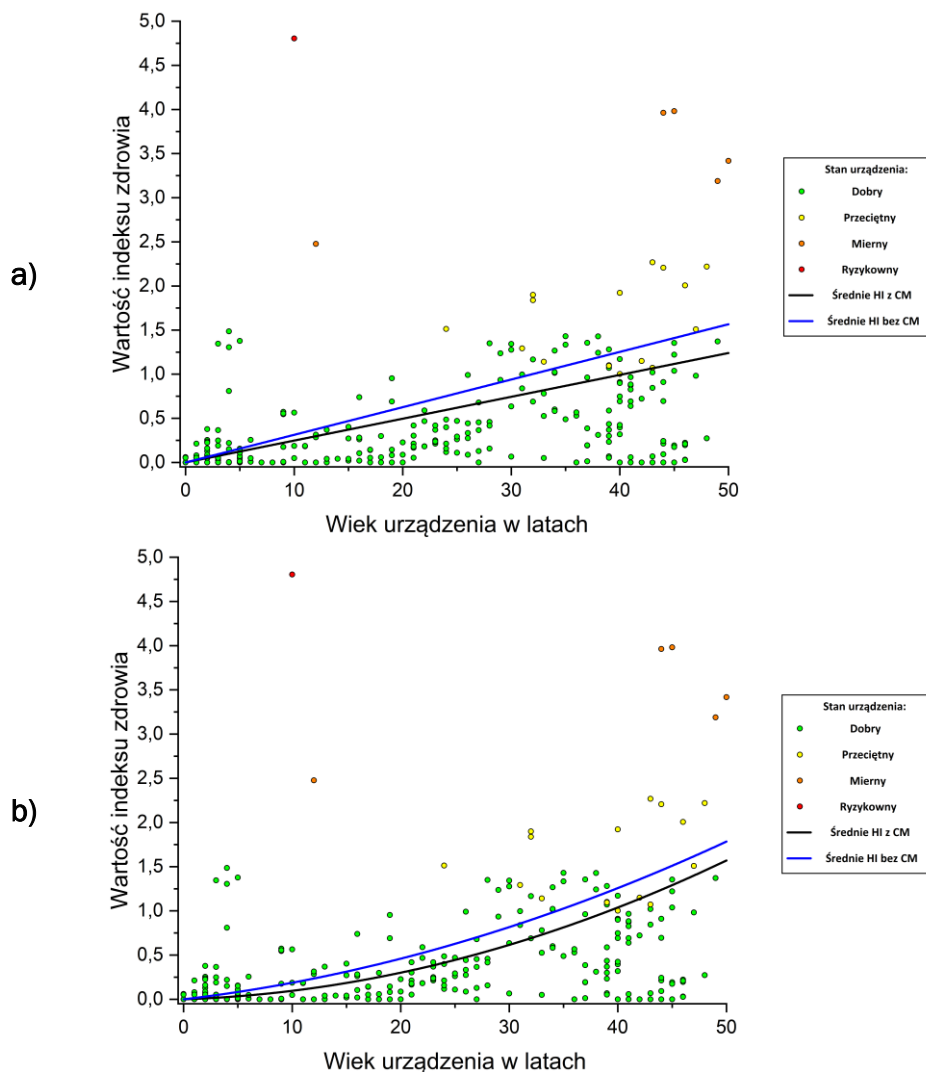 a)
Wartość indeksu zdrowia
5,0
4,5
4,0
3,5
3,0
2,5
2,0
1,5
1,0
0,5
0,0
0 10 20 30 40 50
Wiek urządzenia w latach
Stan urządzenia:
Dobry
Przeciętny
Mierny
Ryzykowny
Średnie HI z CM
Średnie HI bez CM
b)
Wartość indeksu zdrowia
5,0
4,5
4,0
3,5
3,0
2,5
2,0
1,5
1,0
0,5
0,0
0 10 20 30 40 50
Wiek urządzenia w latach
Stan urządzenia:
Dobry
Przeciętny
Mierny
Ryzykowny
Średnie HI z CM
Średnie HI bez CM